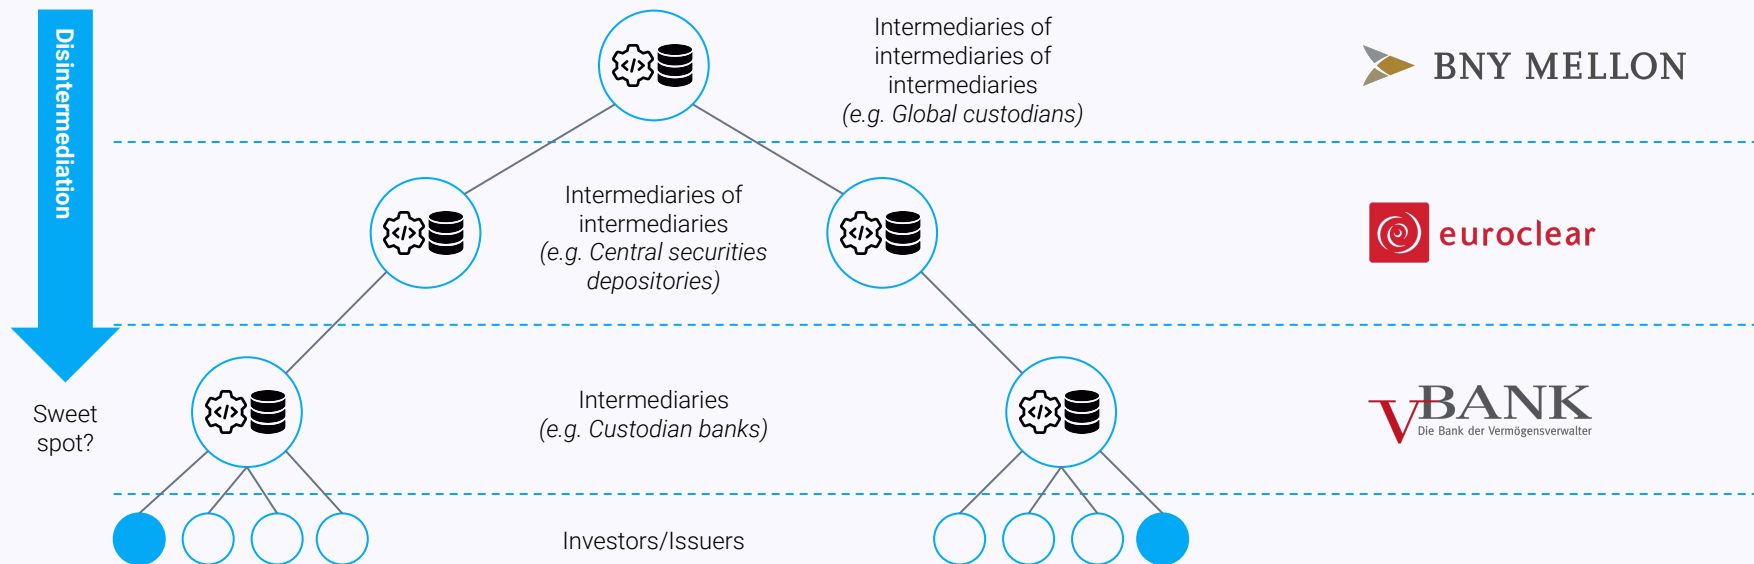 Disintermediation
Intermediaries of
intermediaries of
intermediaries
(e.g. Global custodians)
BNY MELLON
Intermediaries of
intermediaries
(e.g. Central securities
depositories)
euroclear
Sweet
spot?
Intermediaries
(e.g. Custodian banks)
VBANK
Die Bank der Vermögensverwalter
Investors/Issuers